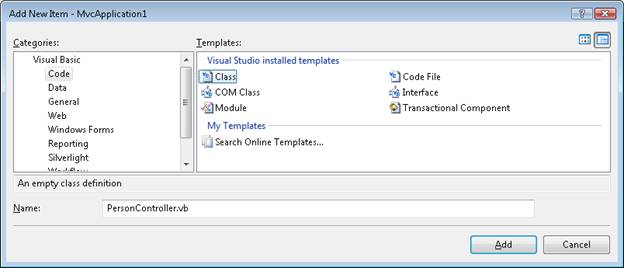 Add New Item - MvcApplication1
Categories:
Templates:
Visual Basic
Code
Data
General
Web
Windows Forms
Reporting
Silverlight
Workflow
Visual Studio installed templates
Class
Code File
COM Class
Interface
Module
Transactional Component
My Templates
Search Online Templates...
An empty class definition
Name:
PersonController.vb
Add
Cancel